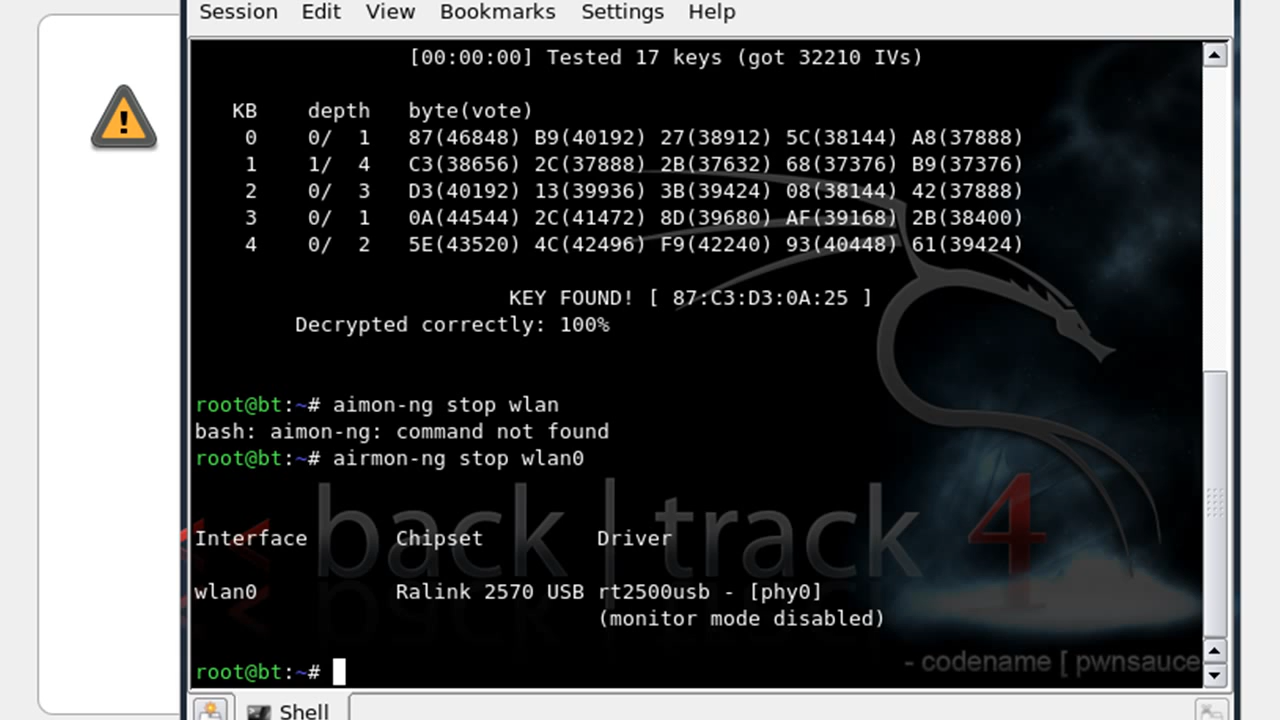 Session Edit View Bookmarks Settings Help
[00:00:00] Tested 17 keys (got 32210 IVs)
KB depth byte(vote)
0 0/ 1 87(46848) B9(40192) 27(38912) 5C(38144) A8(37888)
1 1/ 4 C3(38656) 2C(37888) 2B(37632) 68(37376) B9(37376)
2 0/ 3 D3(40192) 13(39936) 3B(39424) 08(38144) 42(37888)
3 0/ 1 0A(44544) 2C(41472) 8D(39680) AF(39168) 2B(38400)
4 0/ 2 5E(43520) 4C(42496) F9(42240) 93(40448) 61(39424)
KEY FOUND! [ 87:C3:D3:0A:25 ]
Decrypted correctly: 100%
root@bt:~# aimon-ng stop wlan
bash: aimon-ng: command not found
root@bt:~# airmon-ng stop wlan0
<< back | track 4
Interface Chipset Driver
wlan0 Ralink 2570 USB rt2500usb - [phy0]
(monitor mode disabled)
- codename [ pwnsauce
root@bt:~#
Shell